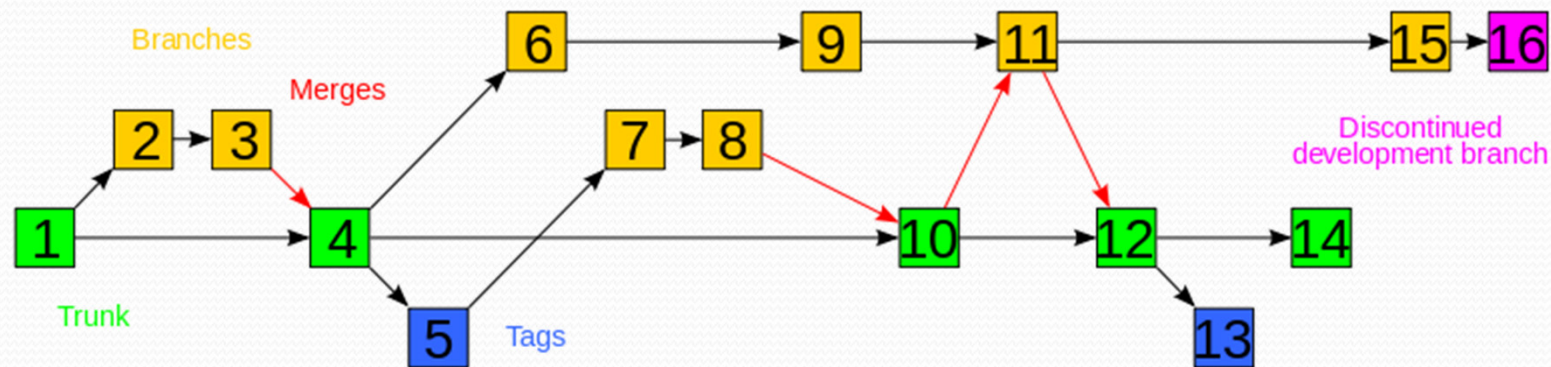 6
9
11
15
16
Branches
Merges
2
3
7
8
Discontinued
development branch
1
4
10
12
14
Trunk
5
Tags
13